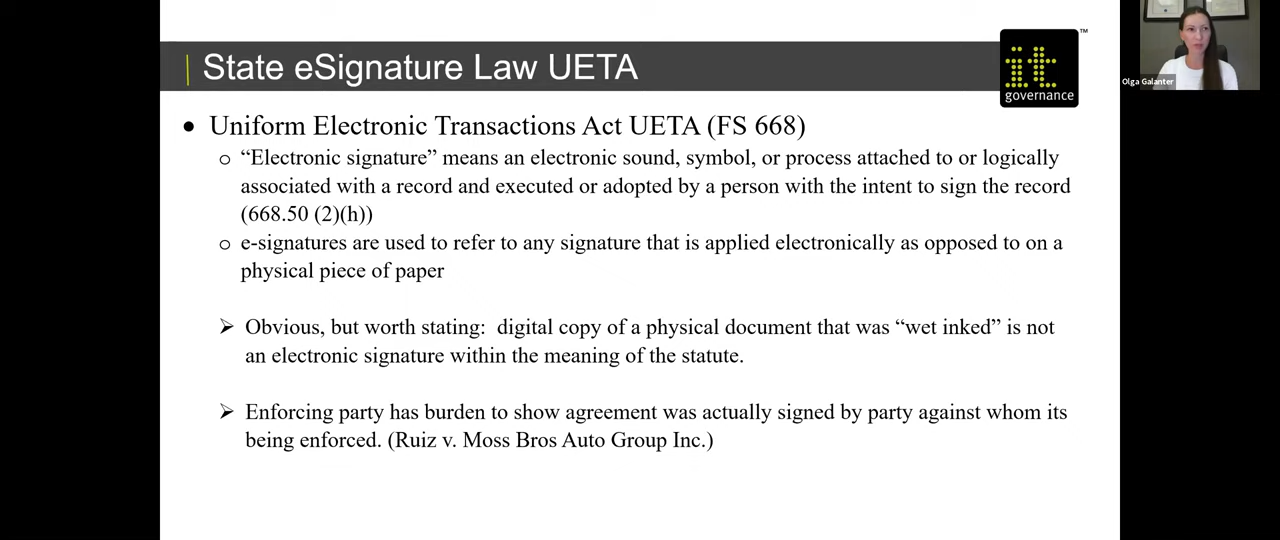 State eSignature Law UETA
it
governance
™
Olga Galanter
● Uniform Electronic Transactions Act UETA (FS 668)
o “Electronic signature” means an electronic sound, symbol, or process attached to or logically
associated with a record and executed or adopted by a person with the intent to sign the record
(668.50 (2)(h))
o e-signatures are used to refer to any signature that is applied electronically as opposed to on a
physical piece of paper
➢ Obvious, but worth stating:  digital copy of a physical document that was “wet inked” is not
an electronic signature within the meaning of the statute.
➢ Enforcing party has burden to show agreement was actually signed by party against whom its
being enforced. (Ruiz v. Moss Bros Auto Group Inc.)